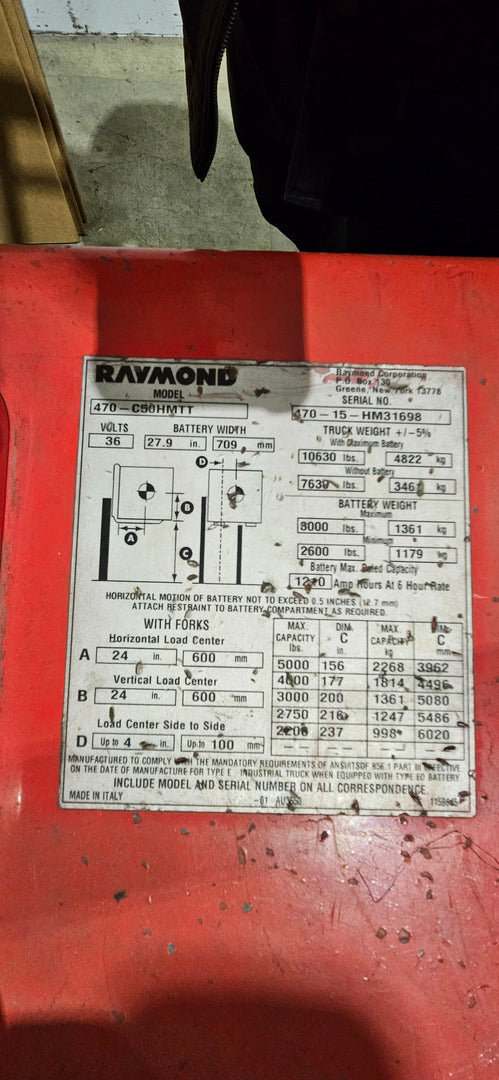 RAYMOND
Raymond Corporation
P.O. Box 130
Greene, New York 13778
MODEL
470-C50HMTT
SERIAL NO.
470-15-HM31698
VOLTS
36
BATTERY WIDTH
27.9 in. 709 mm
TRUCK WEIGHT +/-5%
With Maximum Battery
10630 lbs. 4822 kg
Without Battery
7630 lbs. 3461 kg
BATTERY WEIGHT
Maximum
3000 lbs. 1361 kg
Minimum
2600 lbs. 1179 kg
Battery Max. Rated Capacity
Amp Hours At 6 Hour Rate
D
B
A
C
HORIZONTAL MOTION OF BATTERY NOT TO EXCEED 0.5 INCHES (12.7 mm)
ATTACH RESTRAINT TO BATTERY COMPARTMENT AS REQUIRED.
WITH FORKS
Horizontal Load Center
A 24 in. 600 mm
Vertical Load Center
B 24 in. 600 mm
Load Center Side to Side
D Up to 4 in. Up to 100 mm
MAX. CAPACITY lbs. DIM. C in. MAX. CAPACITY kg DIM. C mm
5000 156 2268 3962
4000 177 1814 4496
3000 200 1361 5080
2750 216 1247 5486
2200 237 998 6020
— — — — — — — —
MANUFACTURED TO COMPLY WITH THE MANDATORY REQUIREMENTS OF ANSI/ITSDF B56.1 PART III EFFECTIVE
ON THE DATE OF MANUFACTURE FOR TYPE E INDUSTRIAL TRUCK WHEN EQUIPPED WITH TYPE EO BATTERY
INCLUDE MODEL AND SERIAL NUMBER ON ALL CORRESPONDENCE.
MADE IN ITALY